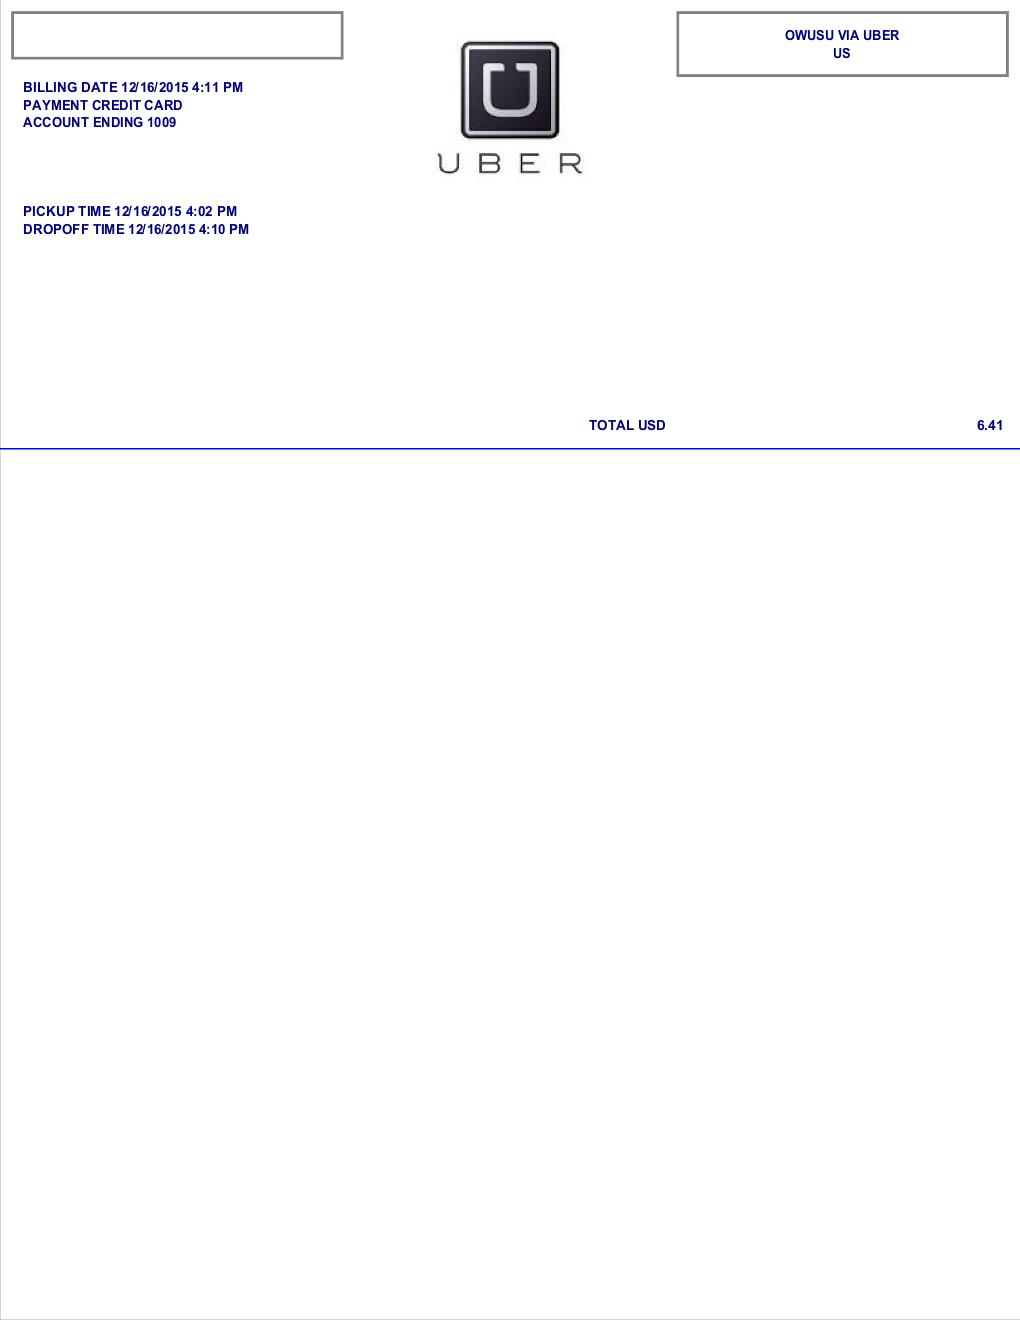 OWUSU VIA UBER
US
BILLING DATE 12/16/2015 4:11 PM
PAYMENT CREDIT CARD
ACCOUNT ENDING 1009
UBER
PICKUP TIME 12/16/2015 4:02 PM
DROPOFF TIME 12/16/2015 4:10 PM
TOTAL USD 6.41